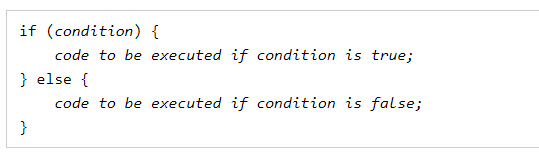 if (condition) {
    code to be executed if condition is true;
} else {
    code to be executed if condition is false;
}